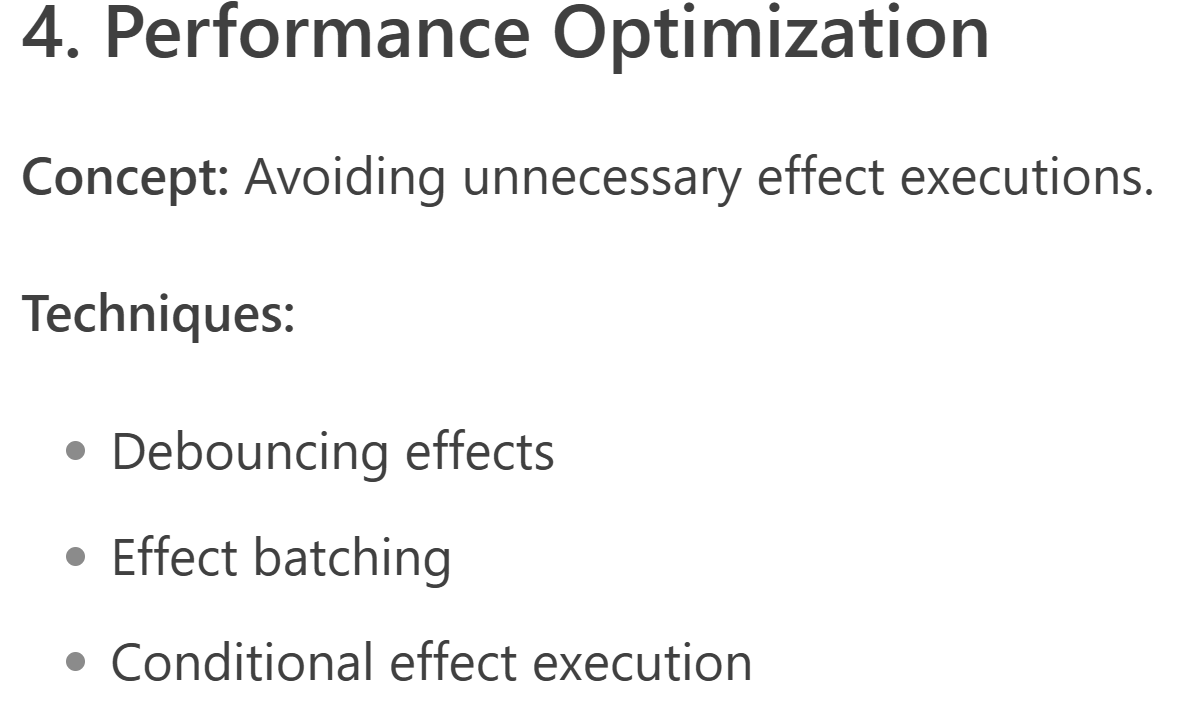 4. Performance Optimization
Concept: Avoiding unnecessary effect executions.
Techniques:
• Debouncing effects
• Effect batching
• Conditional effect execution